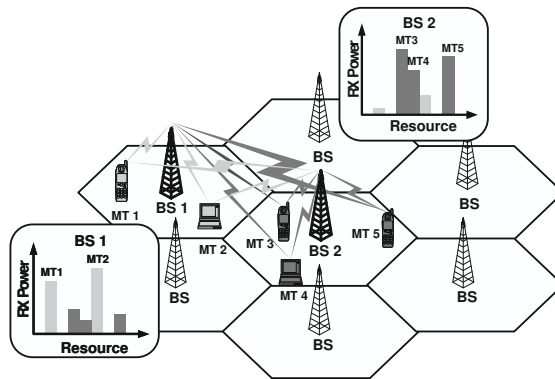 BS 2
MT3
MT4
MT5
RX Power
Resource
BS
BS
MT 1
BS 1
MT 2
MT 3
BS 2
MT 5
MT 4
BS
BS
BS
BS 1
MT1
MT2
RX Power
Resource